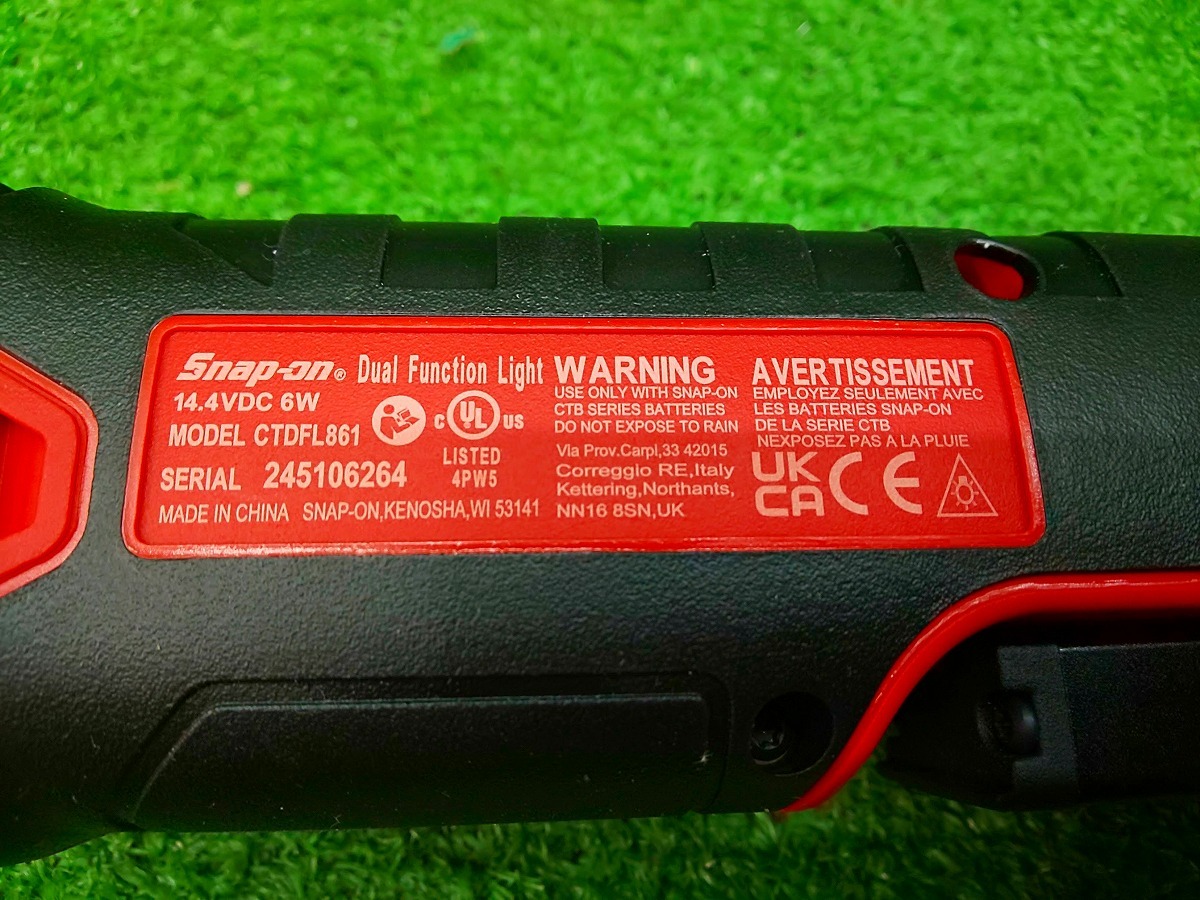 Snap-on® Dual Function Light
14.4VDC 6W
MODEL CTDFL861
SERIAL 245106264
MADE IN CHINA SNAP-ON,KENOSHA,WI 53141
C UL US
LISTED
4PW5
WARNING
USE ONLY WITH SNAP-ON
CTB SERIES BATTERIES
DO NOT EXPOSE TO RAIN
Via Prov.Carpl,33 42015
Correggio RE,Italy
Kettering,Northants,
NN16 8SN,UK
AVERTISSEMENT
EMPLOYEZ SEULEMENT AVEC
LES BATTERIES SNAP-ON
DE LA SERIE CTB
NEXPOSEZ PAS A LA PLUIE
UK
CA CE